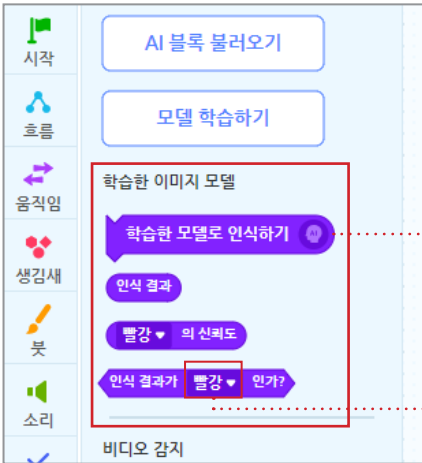 시작
흐름
움직임
생김새
붓
소리
AI 블록 불러오기
모델 학습하기
학습한 이미지 모델
학습한 모델로 인식하기 AI
인식 결과
빨강 의 신뢰도
인식 결과가 빨강 인가?
비디오 감지